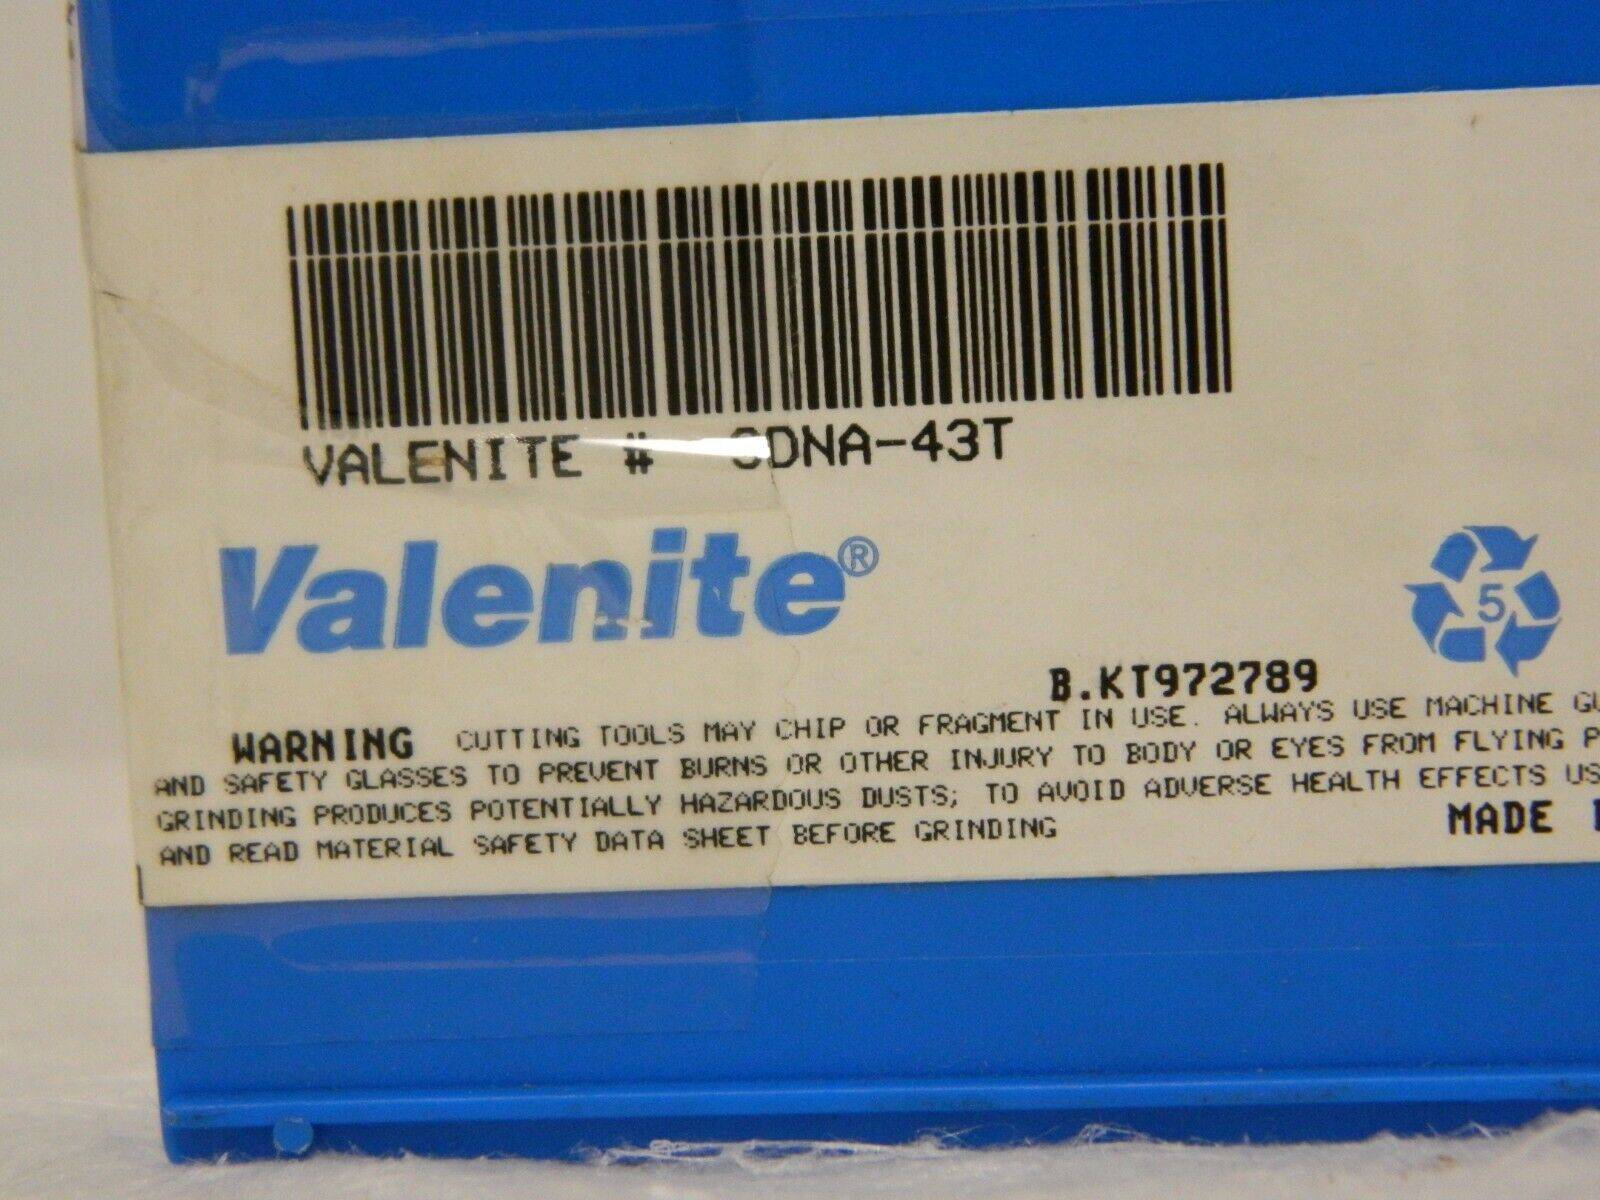 VALENITE # SDNA-43T
Valenite®
5
B.KT972789
WARNING CUTTING TOOLS MAY CHIP OR FRAGMENT IN USE. ALWAYS USE MACHINE
AND SAFETY GLASSES TO PREVENT BURNS OR OTHER INJURY TO BODY OR EYES FROM FLYING
GRINDING PRODUCES POTENTIALLY HAZARDOUS DUSTS; TO AVOID ADVERSE HEALTH EFFECTS
AND READ MATERIAL SAFETY DATA SHEET BEFORE GRINDING
MADE